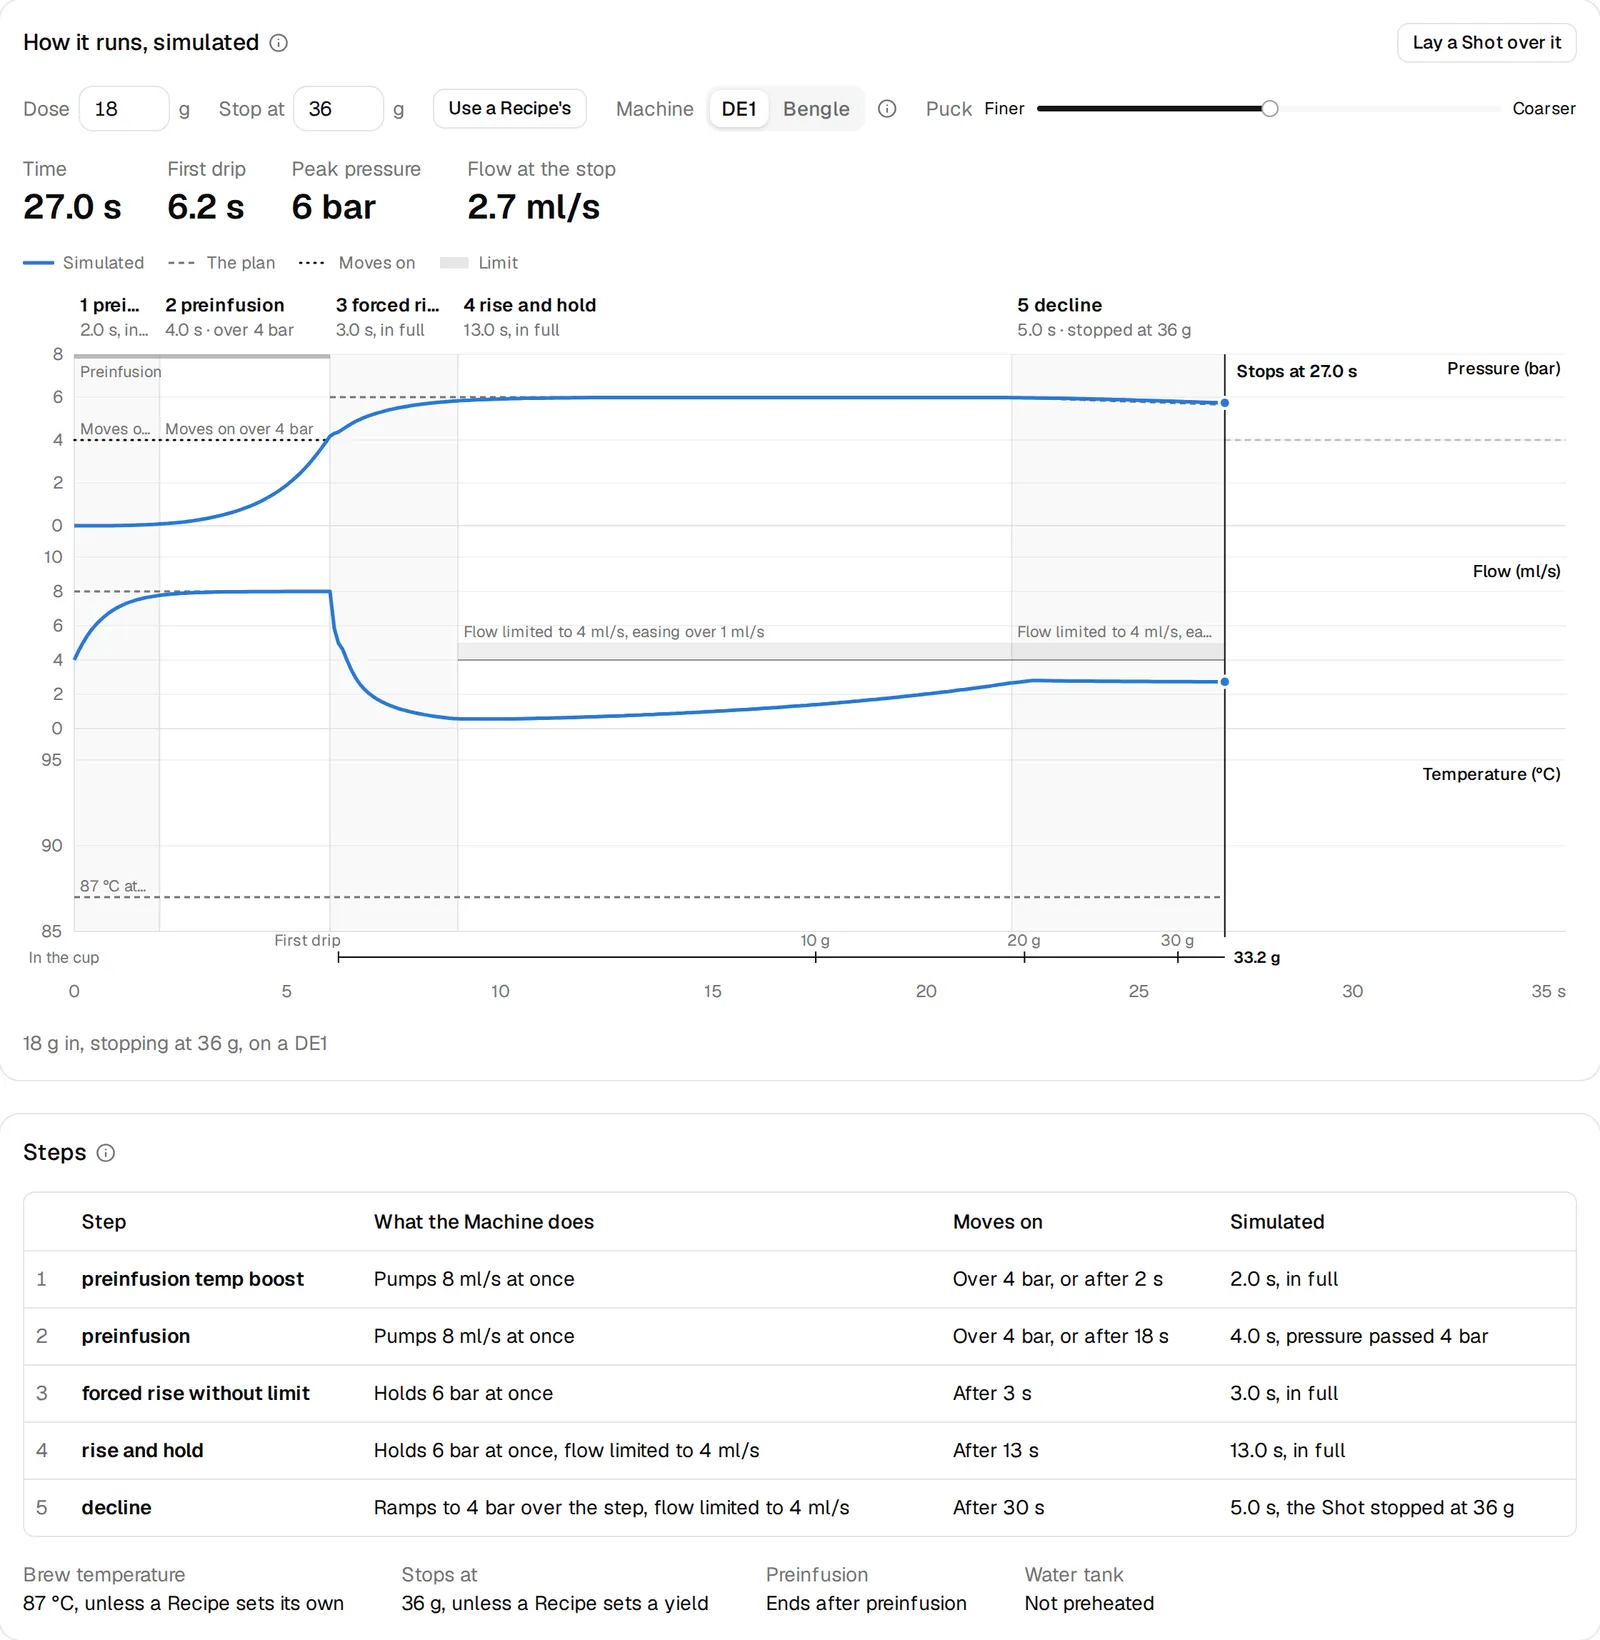 How it runs, simulated
Lay a Shot over it
Dose 18 g Stop at 36 g Use a Recipe's Machine DE1 Bengle Puck Finer Coarser
Time First drip Peak pressure Flow at the stop
27.0 s 6.2 s 6 bar 2.7 ml/s
Simulated The plan Moves on Limit
1 prei... 2 preinfusion 3 forced ri... 4 rise and hold 5 decline
2.0 s, in... 4.0 s · over 4 bar 3.0 s, in full 13.0 s, in full 5.0 s · stopped at 36 g
8
Preinfusion Stops at 27.0 s Pressure (bar)
6
Moves o... Moves on over 4 bar
4
2
0
10
Flow (ml/s)
8
6 Flow limited to 4 ml/s, easing over 1 ml/s Flow limited to 4 ml/s, ea...
4
2
0
95
Temperature (°C)
90
87 °C at...
85
First drip 10 g 20 g 30 g
In the cup 33.2 g
0 5 10 15 20 25 30 35 s
18 g in, stopping at 36 g, on a DE1
Steps
Step What the Machine does Moves on Simulated
1 preinfusion temp boost Pumps 8 ml/s at once Over 4 bar, or after 2 s 2.0 s, in full
2 preinfusion Pumps 8 ml/s at once Over 4 bar, or after 18 s 4.0 s, pressure passed 4 bar
3 forced rise without limit Holds 6 bar at once After 3 s 3.0 s, in full
4 rise and hold Holds 6 bar at once, flow limited to 4 ml/s After 13 s 13.0 s, in full
5 decline Ramps to 4 bar over the step, flow limited to 4 ml/s After 30 s 5.0 s, the Shot stopped at 36 g
Brew temperature Stops at Preinfusion Water tank
87 °C, unless a Recipe sets its own 36 g, unless a Recipe sets a yield Ends after preinfusion Not preheated